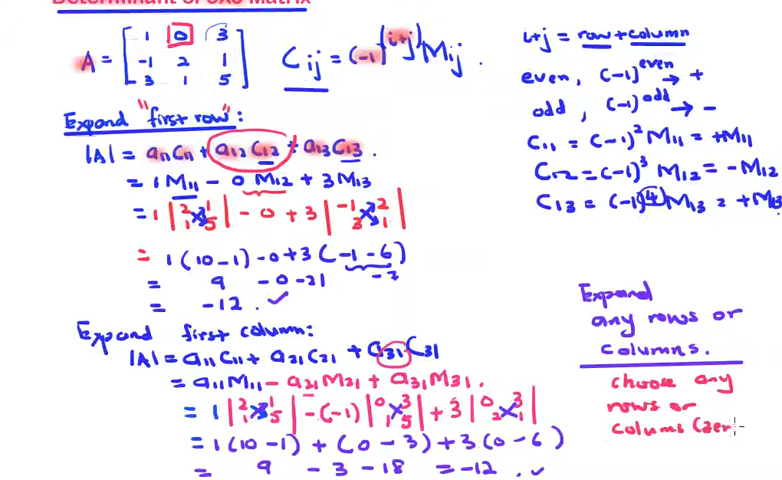 Determinant of 3x3 Matrix
A = [ 1 0 3
-1 2 1
3 1 5 ]
Cij = (-1)^(i+j) Mij .
Expand "first row":
|A| = a11C11 + a12C12 + a13C13 .
= 1M11 - 0M12 + 3M13
= 1 |2 1 / 1 5| - 0 + 3 |-1 2 / 3 1|
= 1(10-1) - 0 + 3(-1-6)
-7
= 9 - 0 - 21
= -12 . ✓
Expand first column:
|A| = a11C11 + a21C21 + a31C31
= a11M11 - a21M21 + a31M31 .
= 1 |2 1 / 1 5| - (-1) |0 3 / 1 5| + 3 |0 3 / 2 1|
= 1(10-1) + (0-3) + 3(0-6)
= 9 - 3 - 18 = -12 . ✓
i+j = row + column
even, (-1)^even → +
odd, (-1)^odd → -
C11 = (-1)^2 M11 = +M11
C12 = (-1)^3 M12 = -M12
C13 = (-1)^4 M13 = +M13
Expand
any rows or
columns.
choose any
rows or
colums (zer